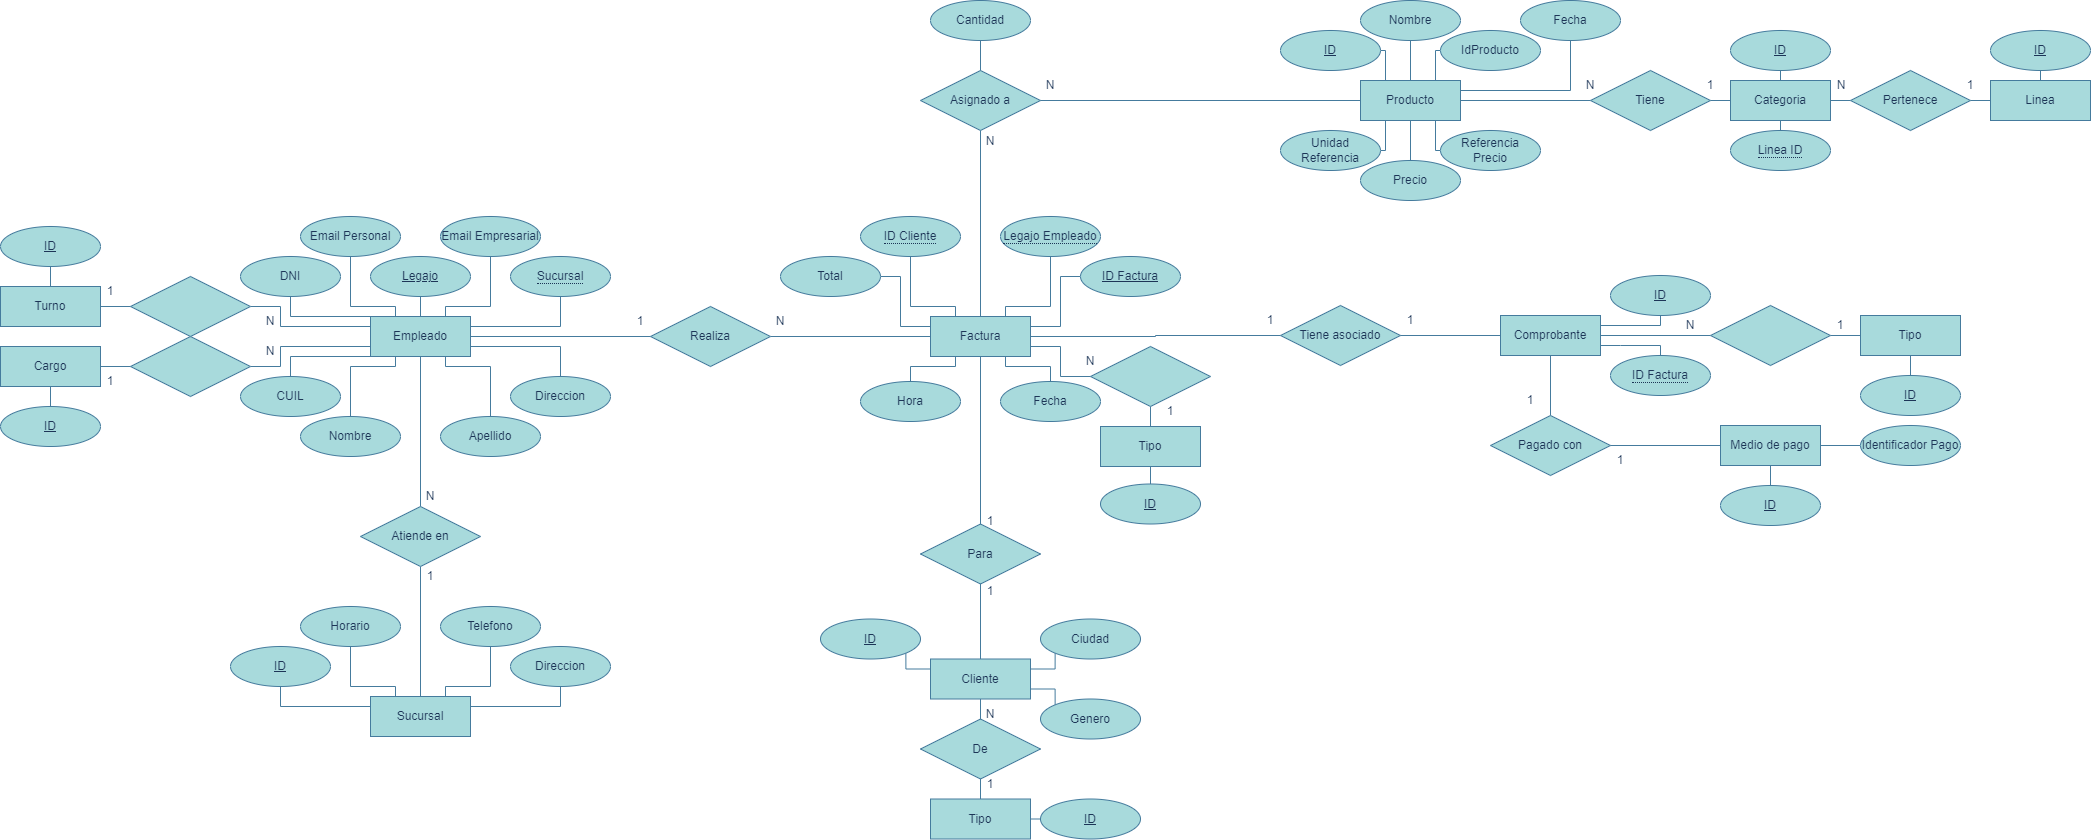 Cantidad
Nombre
Fecha
ID
IdProducto
ID
ID
Asignado a
N
Producto
N
Tiene
1
Categoria
N
Pertenece
1
Linea
N
Unidad
Referencia
Referencia
Precio
Linea ID
Precio
ID
Email Personal
Email Empresarial
ID Cliente
Legajo Empleado
DNI
Legajo
Sucursal
Total
ID Factura
ID
Turno
1
N
Empleado
1
Realiza
N
Factura
1
Tiene asociado
1
Comprobante
N
1
Tipo
Cargo
1
N
N
ID Factura
CUIL
Direccion
Hora
Fecha
1
1
ID
ID
Nombre
Apellido
Tipo
Pagado con
1
Medio de pago
Identificador Pago
N
ID
ID
Atiende en
1
Para
1
1
Horario
Telefono
ID
Ciudad
ID
Direccion
Cliente
Sucursal
N
Genero
De
1
Tipo
ID